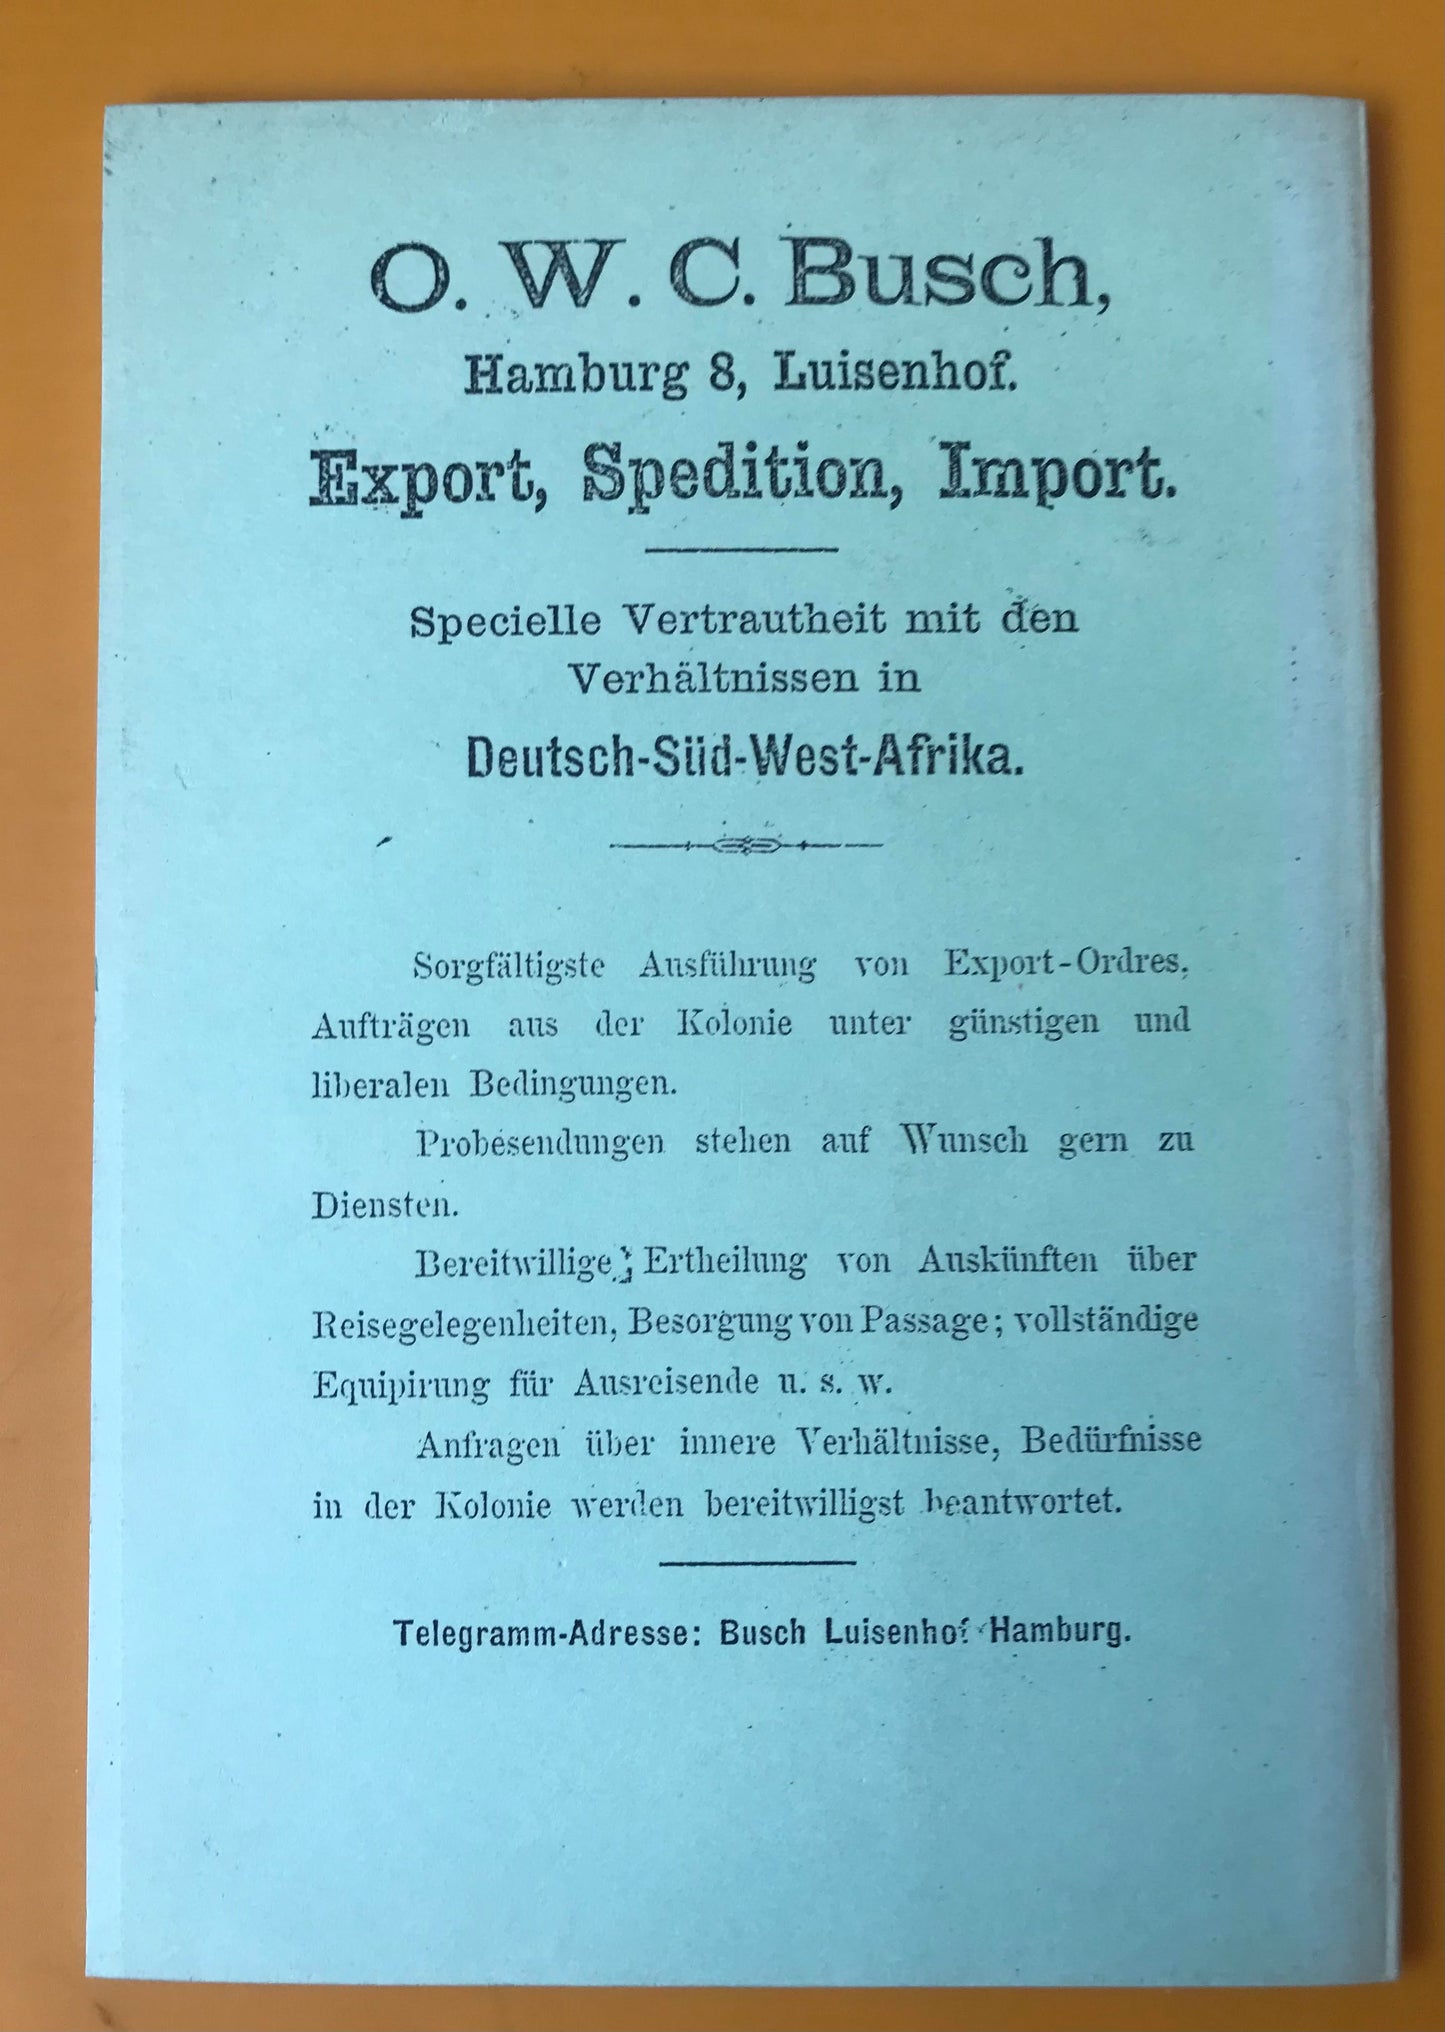 O. W. C. Busch,
Hamburg 8, Luisenhof.
Export, Spedition, Import.
Specielle Vertrautheit mit den
Verhältnissen in
Deutsch-Süd-West-Afrika.
Sorgfältigste Ausführung von Export-Ordres,
Aufträgen aus der Kolonie unter günstigen und
liberalen Bedingungen.
Probesendungen stehen auf Wunsch gern zu
Diensten.
Bereitwillige Ertheilung von Auskünften über
Reisegelegenheiten, Besorgung von Passage; vollständige
Equipirung für Ausreisende u. s. w.
Anfragen über innere Verhältnisse, Bedürfnisse
in der Kolonie werden bereitwilligst beantwortet.
Telegramm-Adresse: Busch Luisenhof Hamburg.